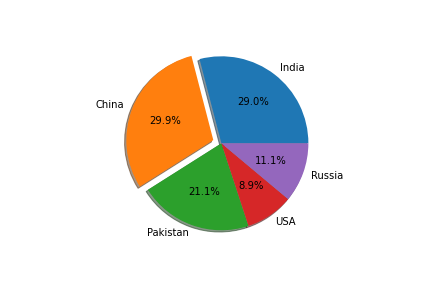 India
29.0%
China
29.9%
11.1%
Russia
8.9%
21.1%
USA
Pakistan